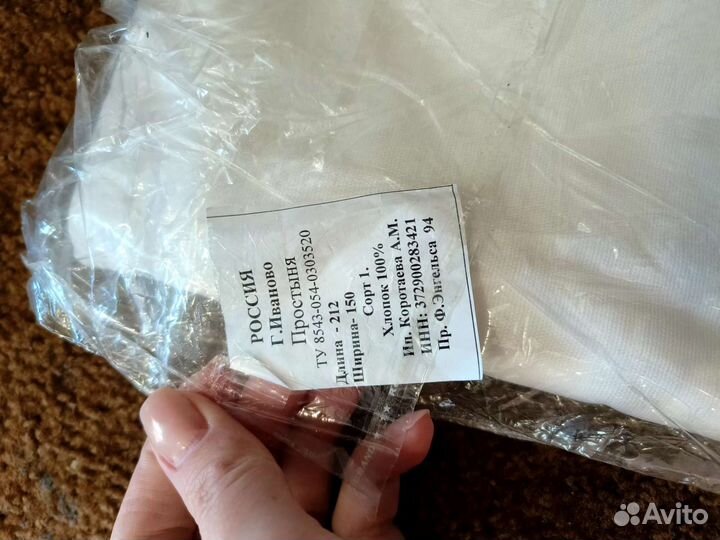 РОССИЯ
Г.Иваново
Простыня
ТУ 8543-054-0303520
Длина - 212
Ширина- 150
Сорт 1.
Хлопок 100%
Ип. Коротаева А.М.
ИНН: 372900283421
Пр. Ф.Энгельса 94
Avito